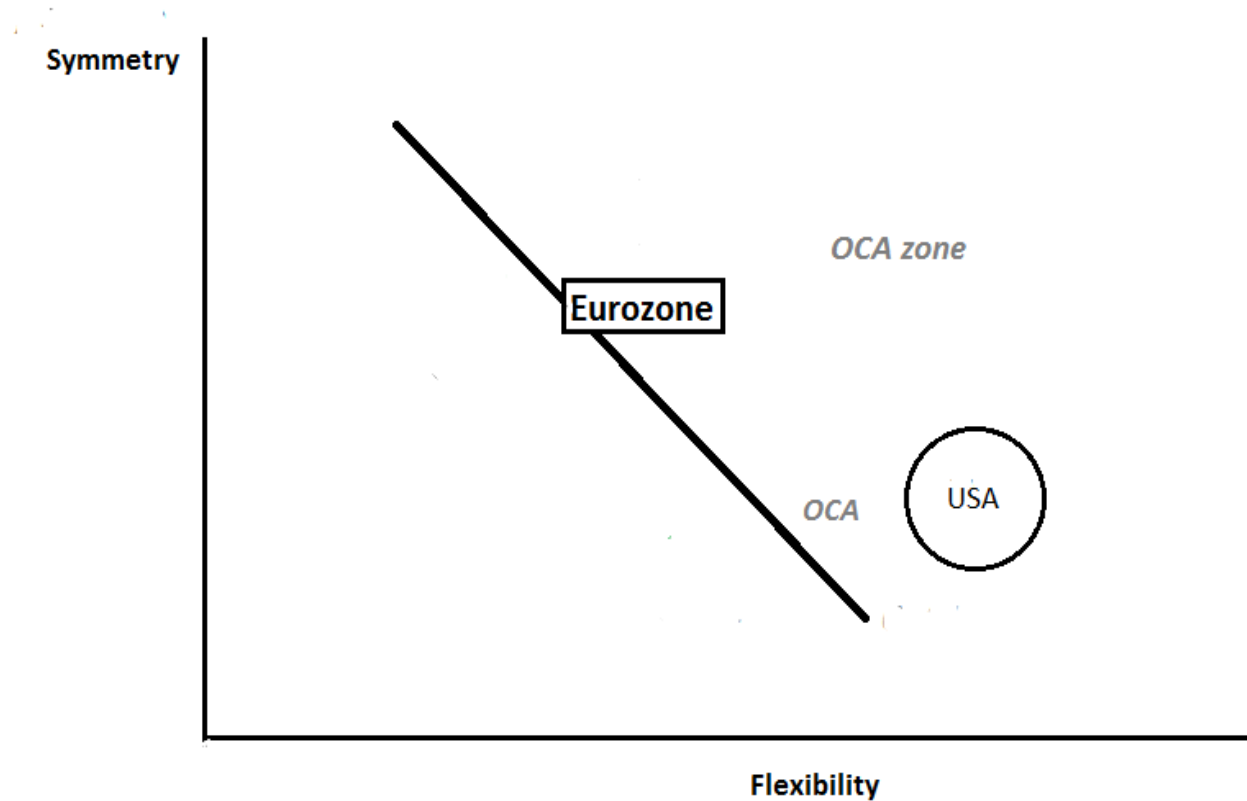 Symmetry
OCA zone
Eurozone
OCA
USA
Flexibility